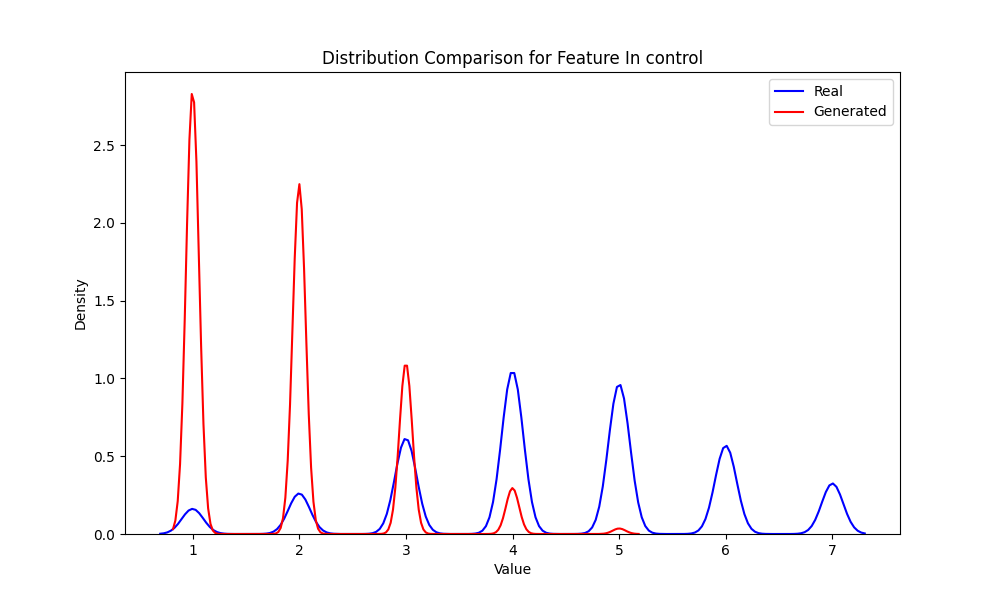 Distribution Comparison for Feature In control
Real
Generated
Density
2.5
2.0
1.5
1.0
0.5
0.0
1 2 3 4 5 6 7
Value